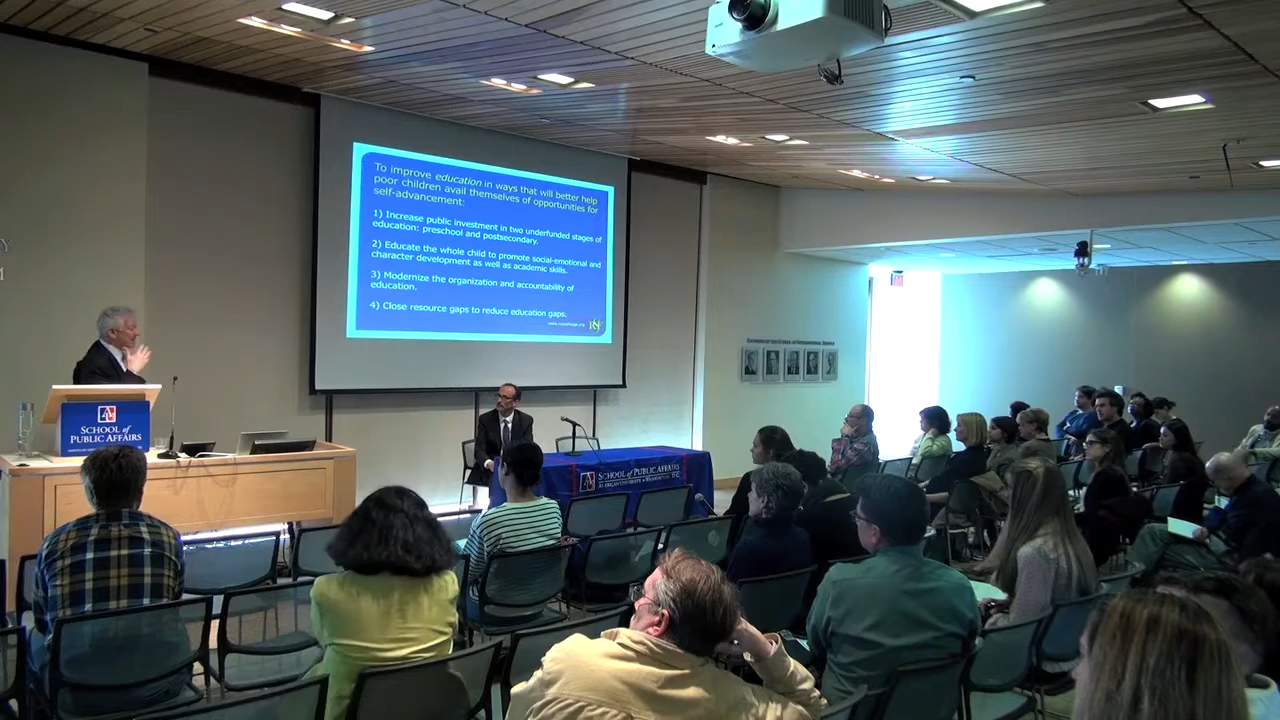 To improve education in ways that will better help
poor children avail themselves of opportunities for
self-advancement:
1) Increase public investment in two underfunded stages of
education: preschool and postsecondary.
2) Educate the whole child to promote social-emotional and
character development as well as academic skills.
3) Modernize the organization and accountability of
education.
4) Close resource gaps to reduce education gaps.
SCHOOL of
PUBLIC AFFAIRS
SCHOOL of PUBLIC AFFAIRS